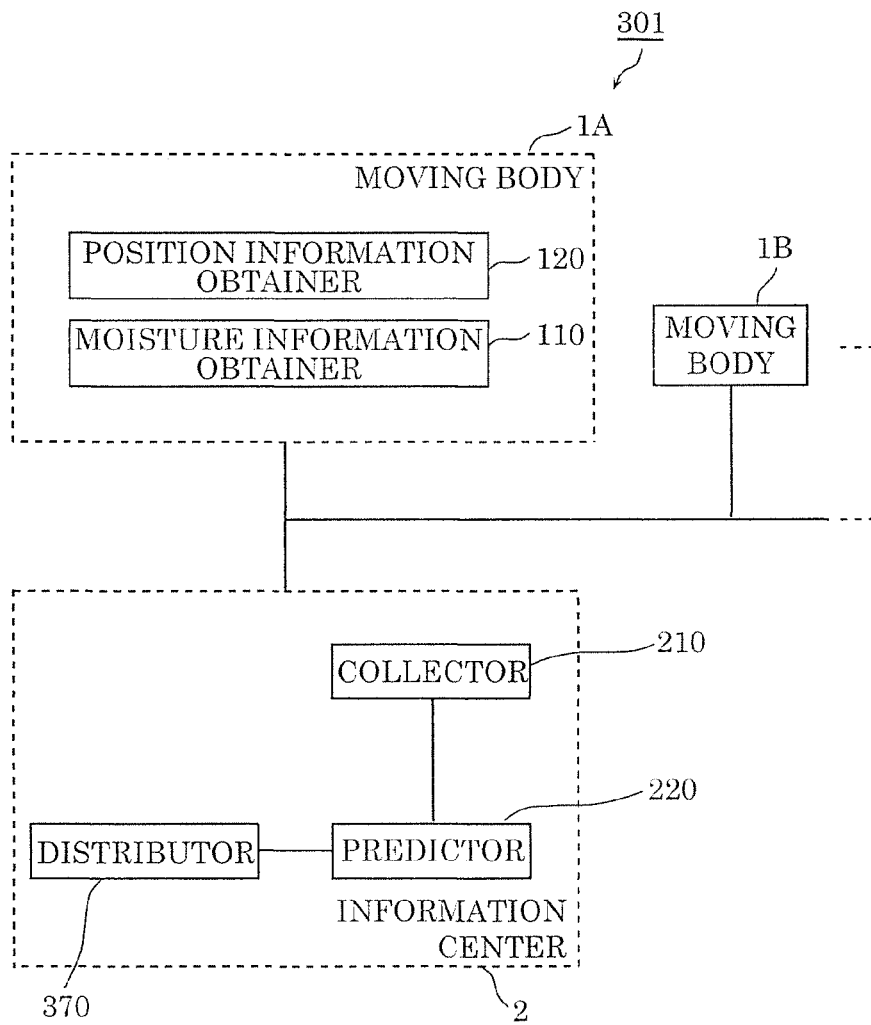 301
1A
MOVING BODY
POSITION INFORMATION
OBTAINER
120
MOISTURE INFORMATION
OBTAINER
110
1B
MOVING
BODY
COLLECTOR
210
220
DISTRIBUTOR
PREDICTOR
INFORMATION
CENTER
370
2